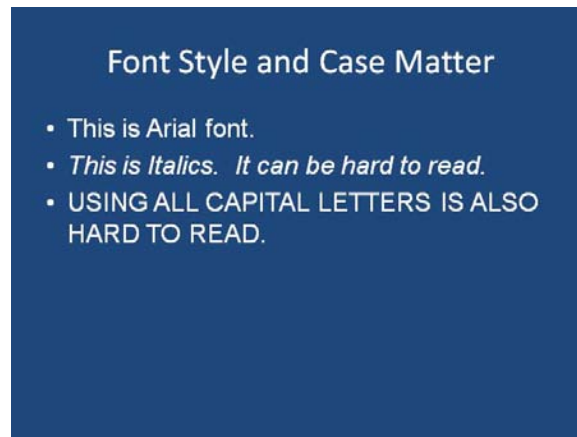 Font Style and Case Matter
• This is Arial font.
• This is Italics. It can be hard to read.
• USING ALL CAPITAL LETTERS IS ALSO
HARD TO READ.